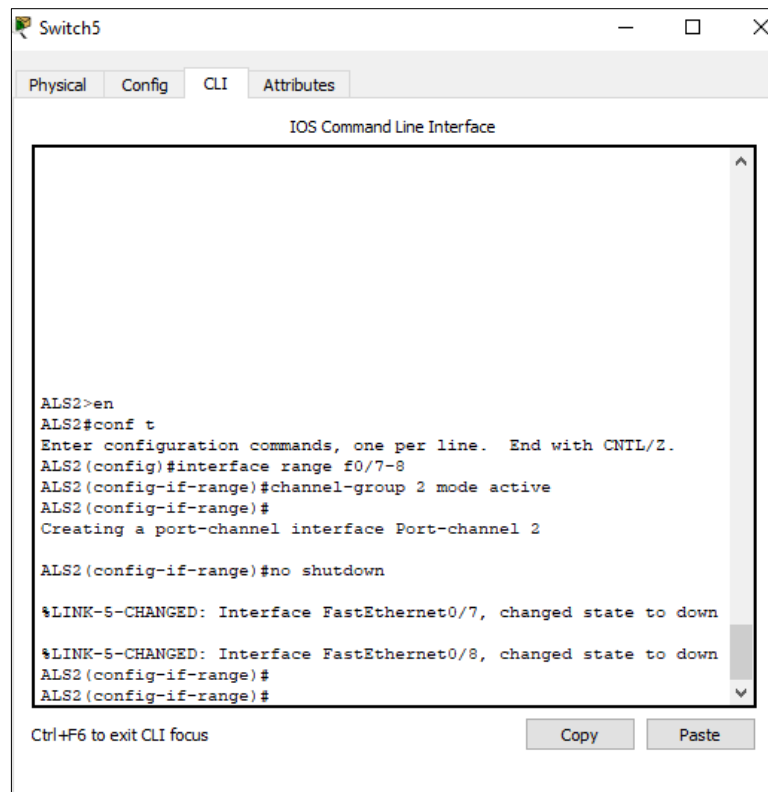 Switch5
Physical Config CLI Attributes
IOS Command Line Interface
ALS2>en
ALS2#conf t
Enter configuration commands, one per line.  End with CNTL/Z.
ALS2(config)#interface range f0/7-8
ALS2(config-if-range)#channel-group 2 mode active
ALS2(config-if-range)#
Creating a port-channel interface Port-channel 2
ALS2(config-if-range)#no shutdown
%LINK-5-CHANGED: Interface FastEthernet0/7, changed state to down
%LINK-5-CHANGED: Interface FastEthernet0/8, changed state to down
ALS2(config-if-range)#
ALS2(config-if-range)#
Ctrl+F6 to exit CLI focus
Copy Paste